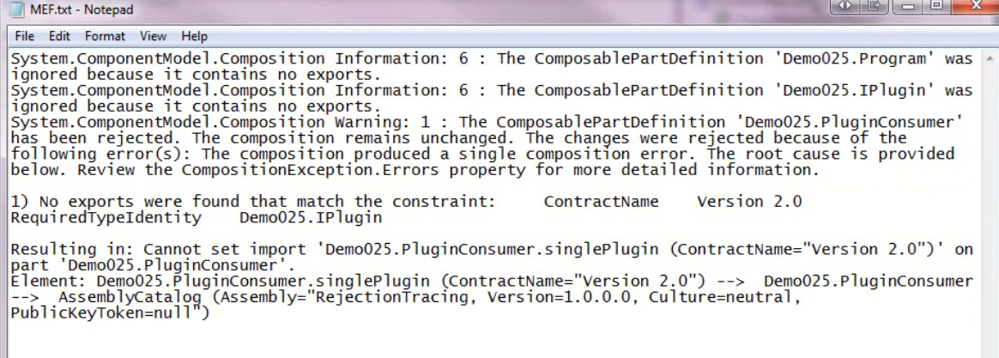 MEF.txt - Notepad
File Edit Format View Help
System.ComponentModel.Composition Information: 6 : The ComposablePartDefinition 'Demo025.Program' was
ignored because it contains no exports.
System.ComponentModel.Composition Information: 6 : The ComposablePartDefinition 'Demo025.IPlugin' was
ignored because it contains no exports.
System.ComponentModel.Composition Warning: 1 : The ComposablePartDefinition 'Demo025.PluginConsumer'
has been rejected. The composition remains unchanged. The changes were rejected because of the
following error(s): The composition produced a single composition error. The root cause is provided
below. Review the CompositionException.Errors property for more detailed information.
1) No exports were found that match the constraint:    ContractName    Version 2.0
RequiredTypeIdentity    Demo025.IPlugin
Resulting in: Cannot set import 'Demo025.PluginConsumer.singlePlugin (ContractName="Version 2.0")' on
part 'Demo025.PluginConsumer'.
Element: Demo025.PluginConsumer.singlePlugin (ContractName="Version 2.0") -->  Demo025.PluginConsumer
-->  AssemblyCatalog (Assembly="RejectionTracing, Version=1.0.0.0, Culture=neutral,
PublicKeyToken=null")